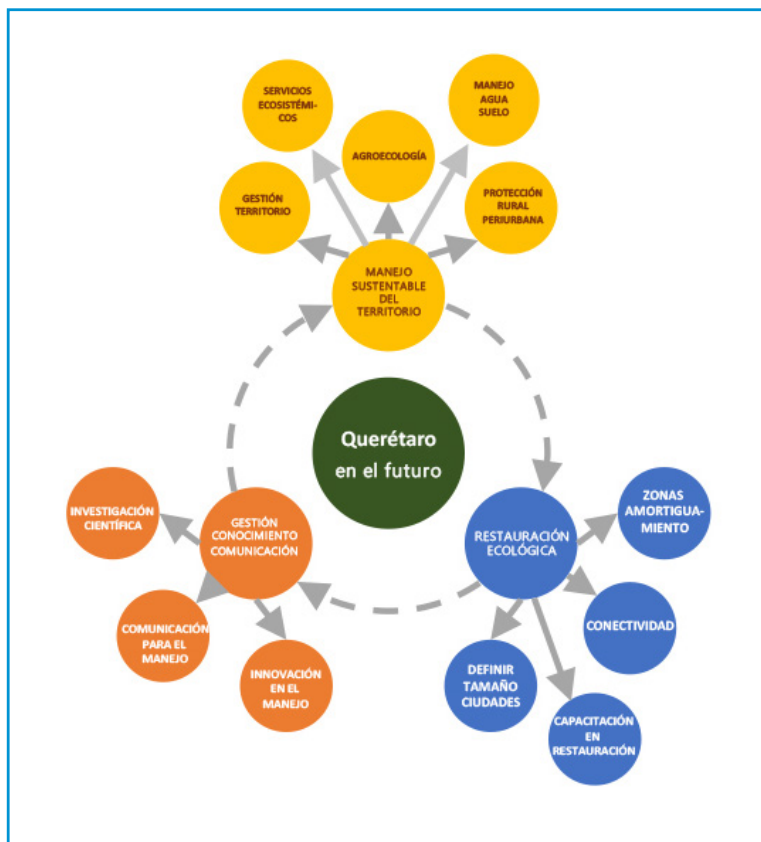 SERVICIOS
ECOSISTÉMI-
COS
MANEJO
AGUA
SUELO
AGROECOLOGÍA
GESTIÓN
TERRITORIO
PROTECCIÓN
RURAL
PERIURBANA
MANEJO
SUSTENTABLE
DEL
TERRITORIO
Querétaro
en el futuro
INVESTIGACIÓN
CIENTÍFICA
GESTIÓN
CONOCIMIENTO
COMUNICACIÓN
RESTAURACIÓN
ECOLÓGICA
ZONAS
AMORTIGUA-
MIENTO
COMUNICACIÓN
PARA EL
MANEJO
CONECTIVIDAD
INNOVACIÓN
EN EL
MANEJO
DEFINIR
TAMAÑO
CIUDADES
CAPACITACIÓN
EN
RESTAURACIÓN